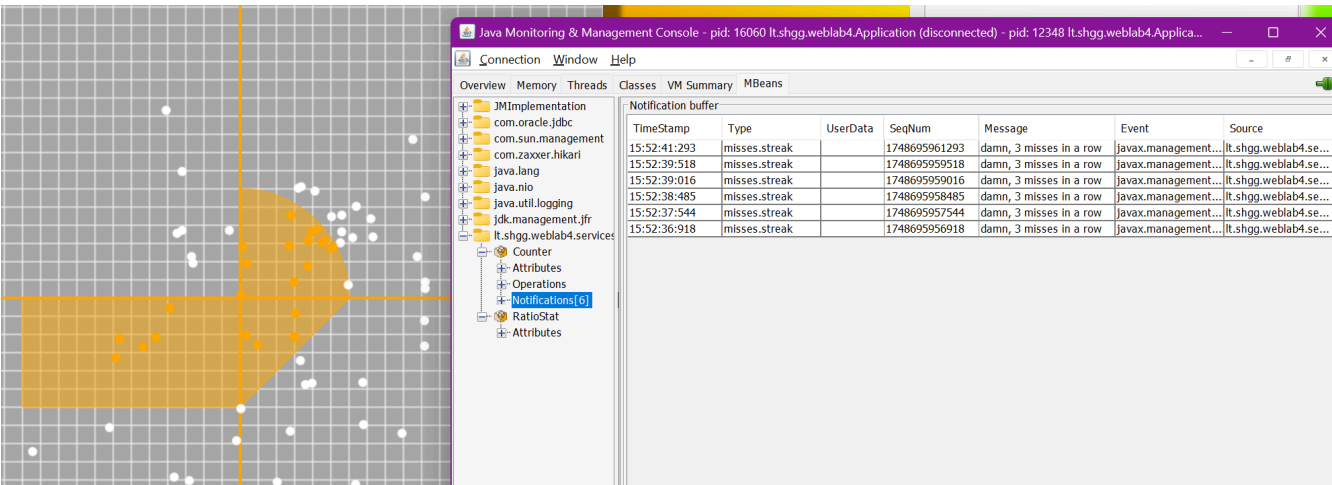 Java Monitoring & Management Console - pid: 16060 lt.shgg.weblab4.Application (disconnected) - pid: 12348 lt.shgg.weblab4.Applica...
Connection Window Help
Overview Memory Threads Classes VM Summary MBeans
JMImplementation
com.oracle.jdbc
com.sun.management
com.zaxxer.hikari
java.lang
java.nio
java.util.logging
jdk.management.jfr
lt.shgg.weblab4.services
Counter
Attributes
Operations
Notifications[6]
RatioStat
Attributes
Notification buffer
TimeStamp Type UserData SeqNum Message Event Source
15:52:41:293 misses.streak 1748695961293 damn, 3 misses in a row javax.management... lt.shgg.weblab4.se...
15:52:39:518 misses.streak 1748695959518 damn, 3 misses in a row javax.management... lt.shgg.weblab4.se...
15:52:39:016 misses.streak 1748695959016 damn, 3 misses in a row javax.management... lt.shgg.weblab4.se...
15:52:38:485 misses.streak 1748695958485 damn, 3 misses in a row javax.management... lt.shgg.weblab4.se...
15:52:37:544 misses.streak 1748695957544 damn, 3 misses in a row javax.management... lt.shgg.weblab4.se...
15:52:36:918 misses.streak 1748695956918 damn, 3 misses in a row javax.management... lt.shgg.weblab4.se...